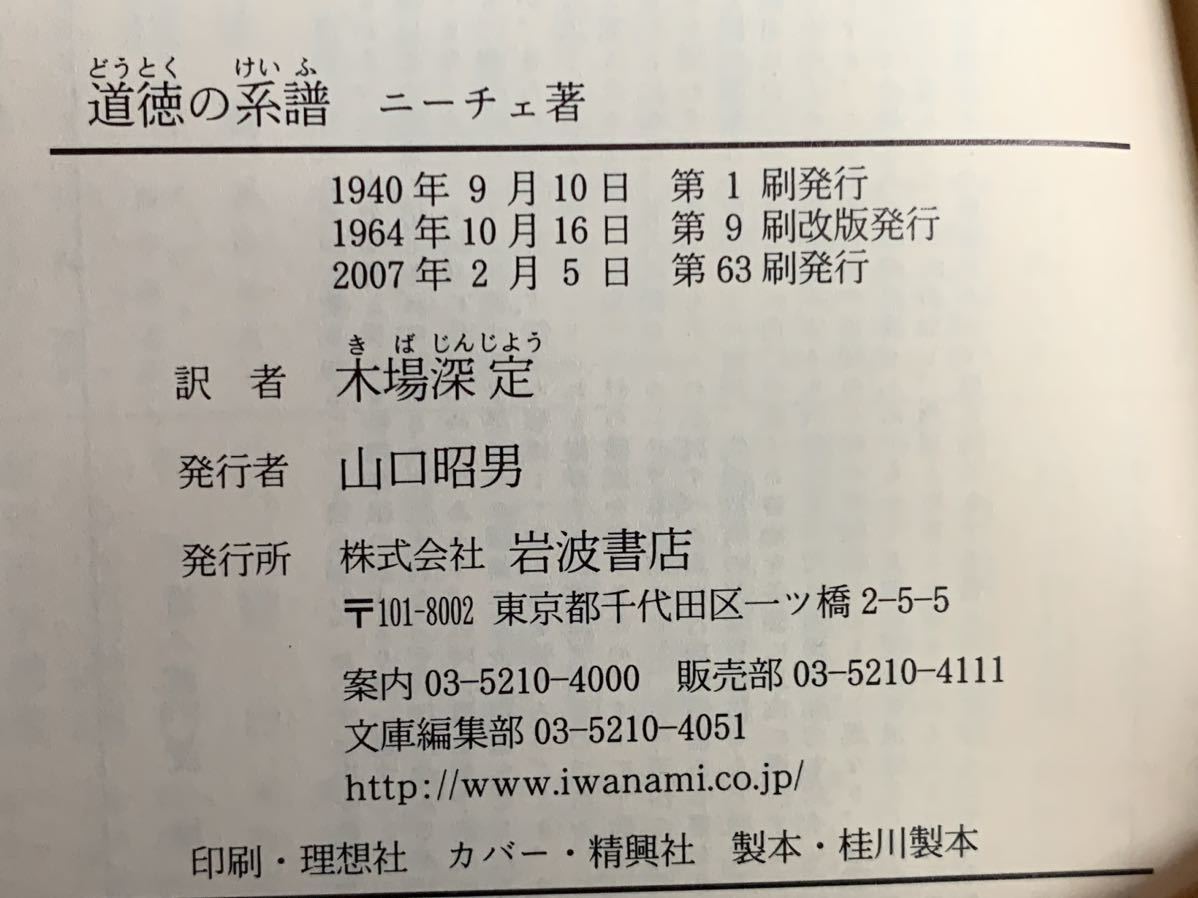 どうとく けいふ
道徳の系譜 ニーチェ著
1940年9月10日 第1刷発行
1964年10月16日 第9刷改版発行
2007年2月5日 第63刷発行
きばじんじよう
訳者 木場深定
発行者 山口昭男
発行所 株式会社 岩波書店
〒101-8002 東京都千代田区一ツ橋2-5-5
案内 03-5210-4000 販売部 03-5210-4111
文庫編集部 03-5210-4051
http://www.iwanami.co.jp/
印刷・理想社 カバー・精興社 製本・桂川製本